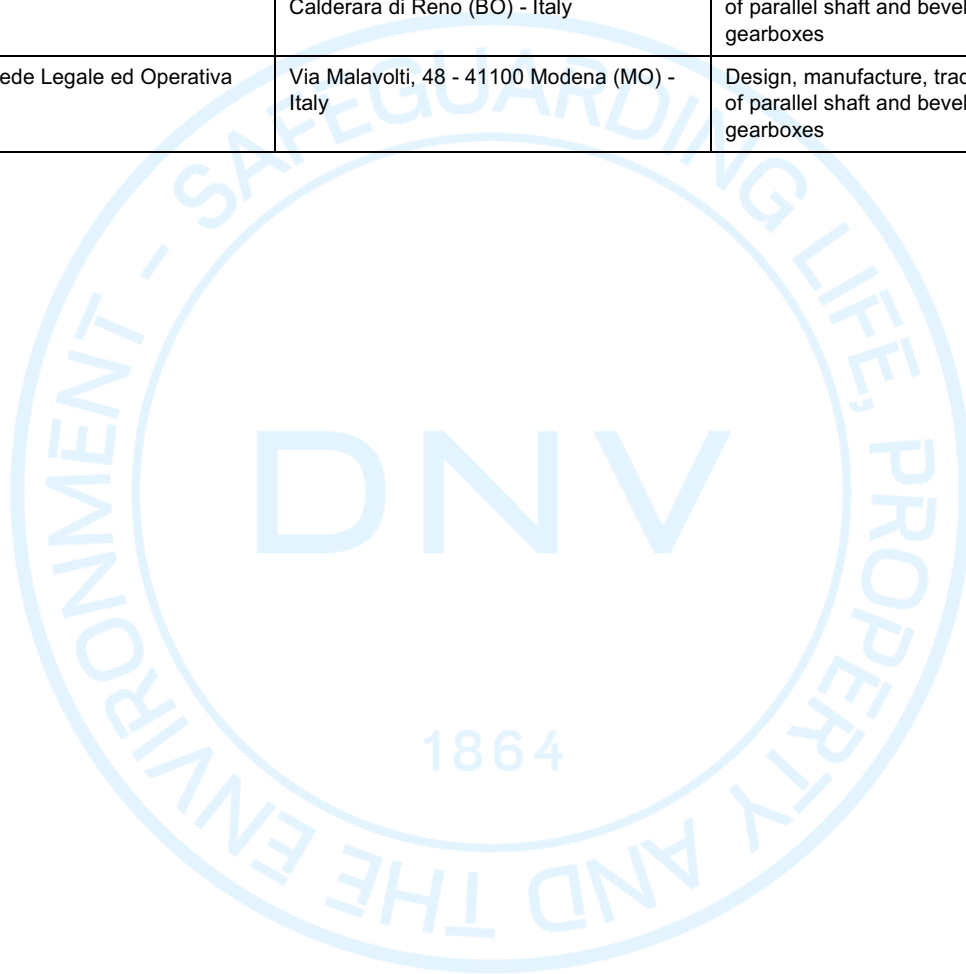 Calderara di Reno (BO) - Italy
of parallel shaft and bevel
gearboxes
ede Legale ed Operativa
Via Malavolti, 48 - 41100 Modena (MO) -
Italy
Design, manufacture, trad
of parallel shaft and bevel
gearboxes
SAFEGUARDING LIFE, PROPERTY AND THE ENVIRONMENT -
DNV
1864